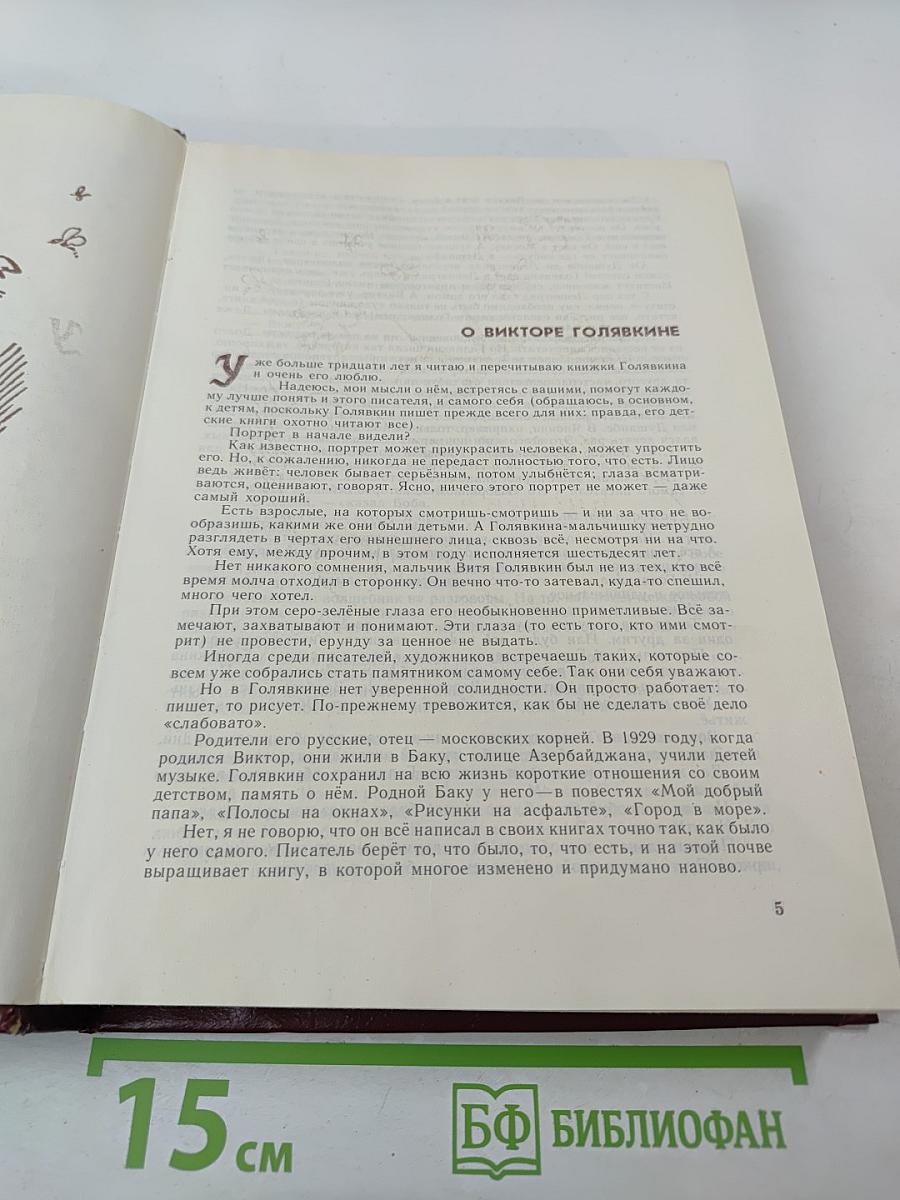 О ВИКТОРЕ ГОЛЯВКИНЕ
Уже больше тридцати лет я читаю и перечитываю книжки Голявкина
и очень его люблю.
Надеюсь, мои мысли о нём, встретясь с вашими, помогут каждо-
му лучше понять и этого писателя, и самого себя (обращаюсь, в основном,
к детям, поскольку Голявкин пишет прежде всего для них: правда, его дет-
ские книги охотно читают все).
Портрет в начале видели?
Как известно, портрет может приукрасить человека, может упростить
его. Но, к сожалению, никогда не передаст полностью того, что есть. Лицо
ведь живёт: человек бывает серьёзным, потом улыбнётся; глаза всматри-
ваются, оценивают, говорят. Ясно, ничего этого портрет не может — даже
самый хороший.
Есть взрослые, на которых смотришь-смотришь — и ни за что не во-
образишь, какими же они были детьми. А Голявкина-мальчишку нетрудно
разглядеть в чертах его нынешнего лица, сквозь всё, несмотря ни на что.
Хотя ему, между прочим, в этом году исполняется шестьдесят лет.
Нет никакого сомнения, мальчик Витя Голявкин был не из тех, кто всё
время молча отходил в сторонку. Он вечно что-то затевал, куда-то спешил,
много чего хотел.
При этом серо-зелёные глаза его необыкновенно приметливые. Всё за-
мечают, захватывают и понимают. Эти глаза (то есть того, кто ими смот-
рит) не провести, ерунду за ценное не выдать.
Иногда среди писателей, художников встречаешь таких, которые со-
всем уже собрались стать памятником самому себе. Так они себя уважают.
Но в Голявкине нет уверенной солидности. Он просто работает: то
пишет, то рисует. По-прежнему тревожится, как бы не сделать своё дело
«слабовато».
Родители его русские, отец — московских корней. В 1929 году, когда
родился Виктор, они жили в Баку, столице Азербайджана, учили детей
музыке. Голявкин сохранил на всю жизнь короткие отношения со своим
детством, память о нём. Родной Баку у него — в повестях «Мой добрый
папа», «Полосы на окнах», «Рисунки на асфальте», «Город в море».
Нет, я не говорю, что он всё написал в своих книгах точно так, как было
у него самого. Писатель берёт то, что было, то, что есть, и на этой почве
выращивает книгу, в которой многое изменено и придумано наново.
5
15 см
БФ БИБЛИОФАН